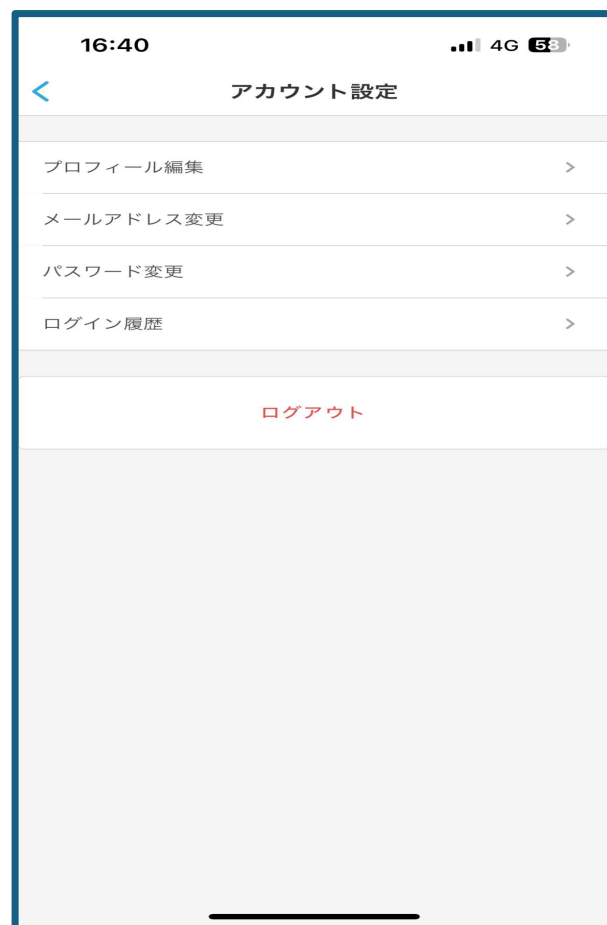 16:40
4G 58
アカウント設定
プロフィール編集
メールアドレス変更
パスワード変更
ログイン履歴
ログアウト